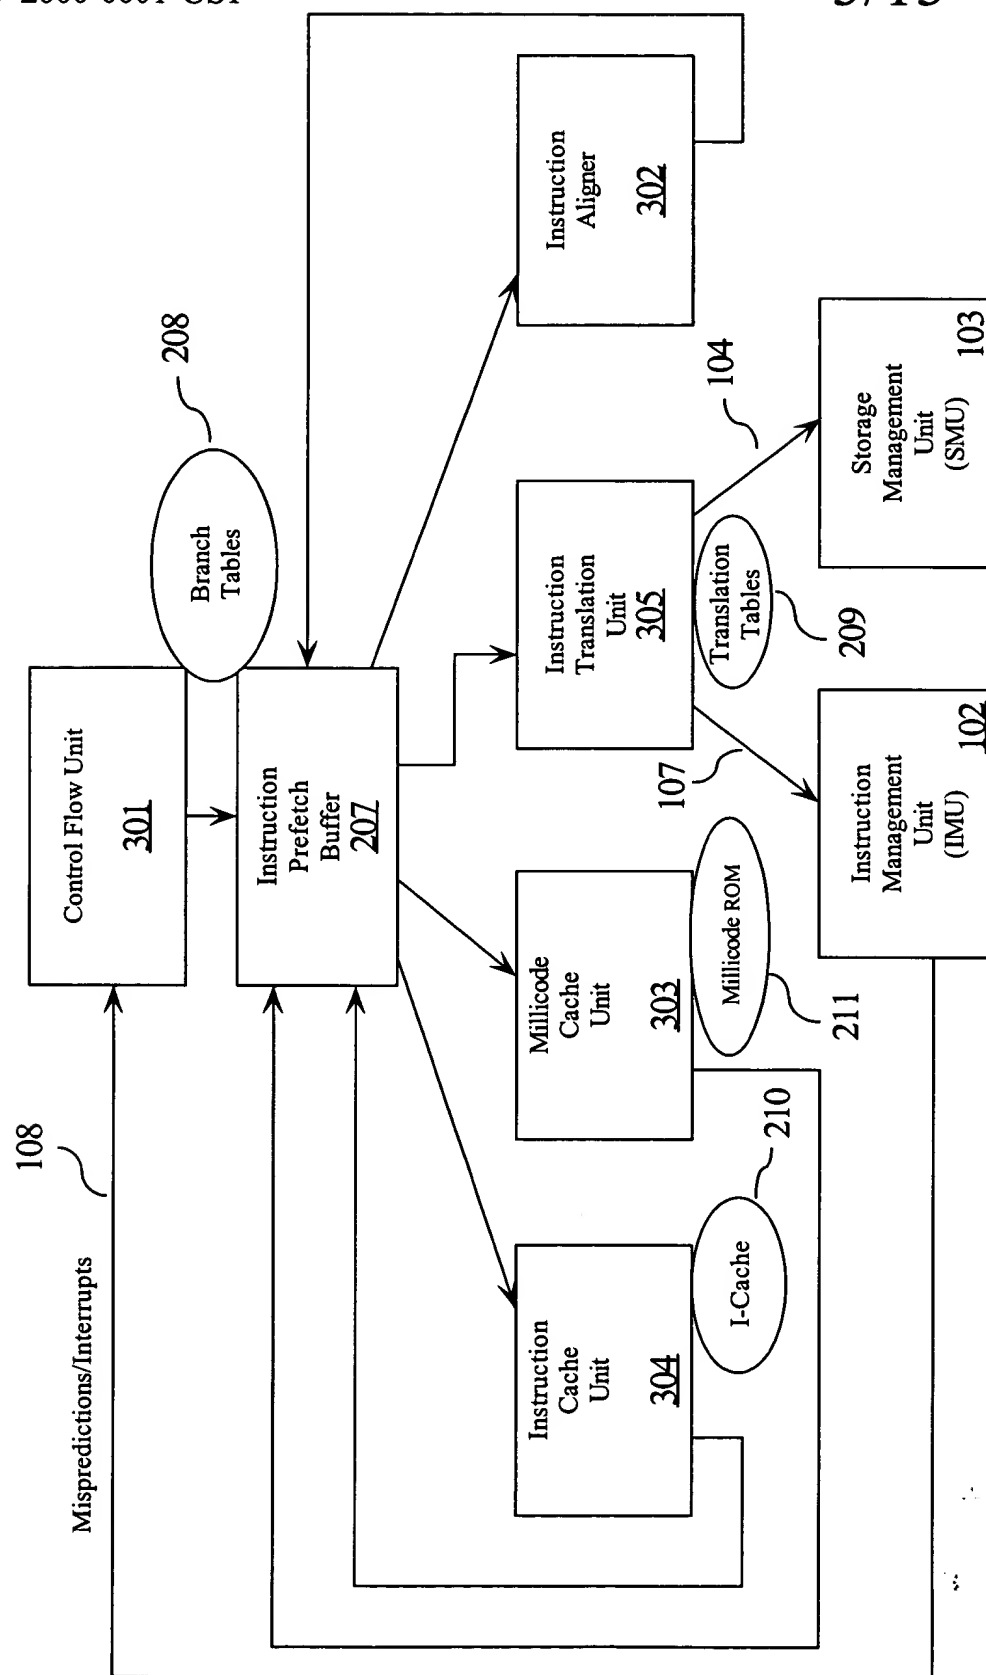 Control Flow Unit
301
Branch
Tables
208
Mispredictions/Interrupts
108
Instruction
Prefetch
Buffer
207
Instruction
Cache
Unit
304
I-Cache
210
Millicode
Cache
Unit
303
Millicode ROM
211
Instruction
Translation
Unit
305
Translation
Tables
209
Instruction
Aligner
302
107
104
Instruction
Management
Unit
(IMU)
102
Storage
Management
Unit
(SMU)
103